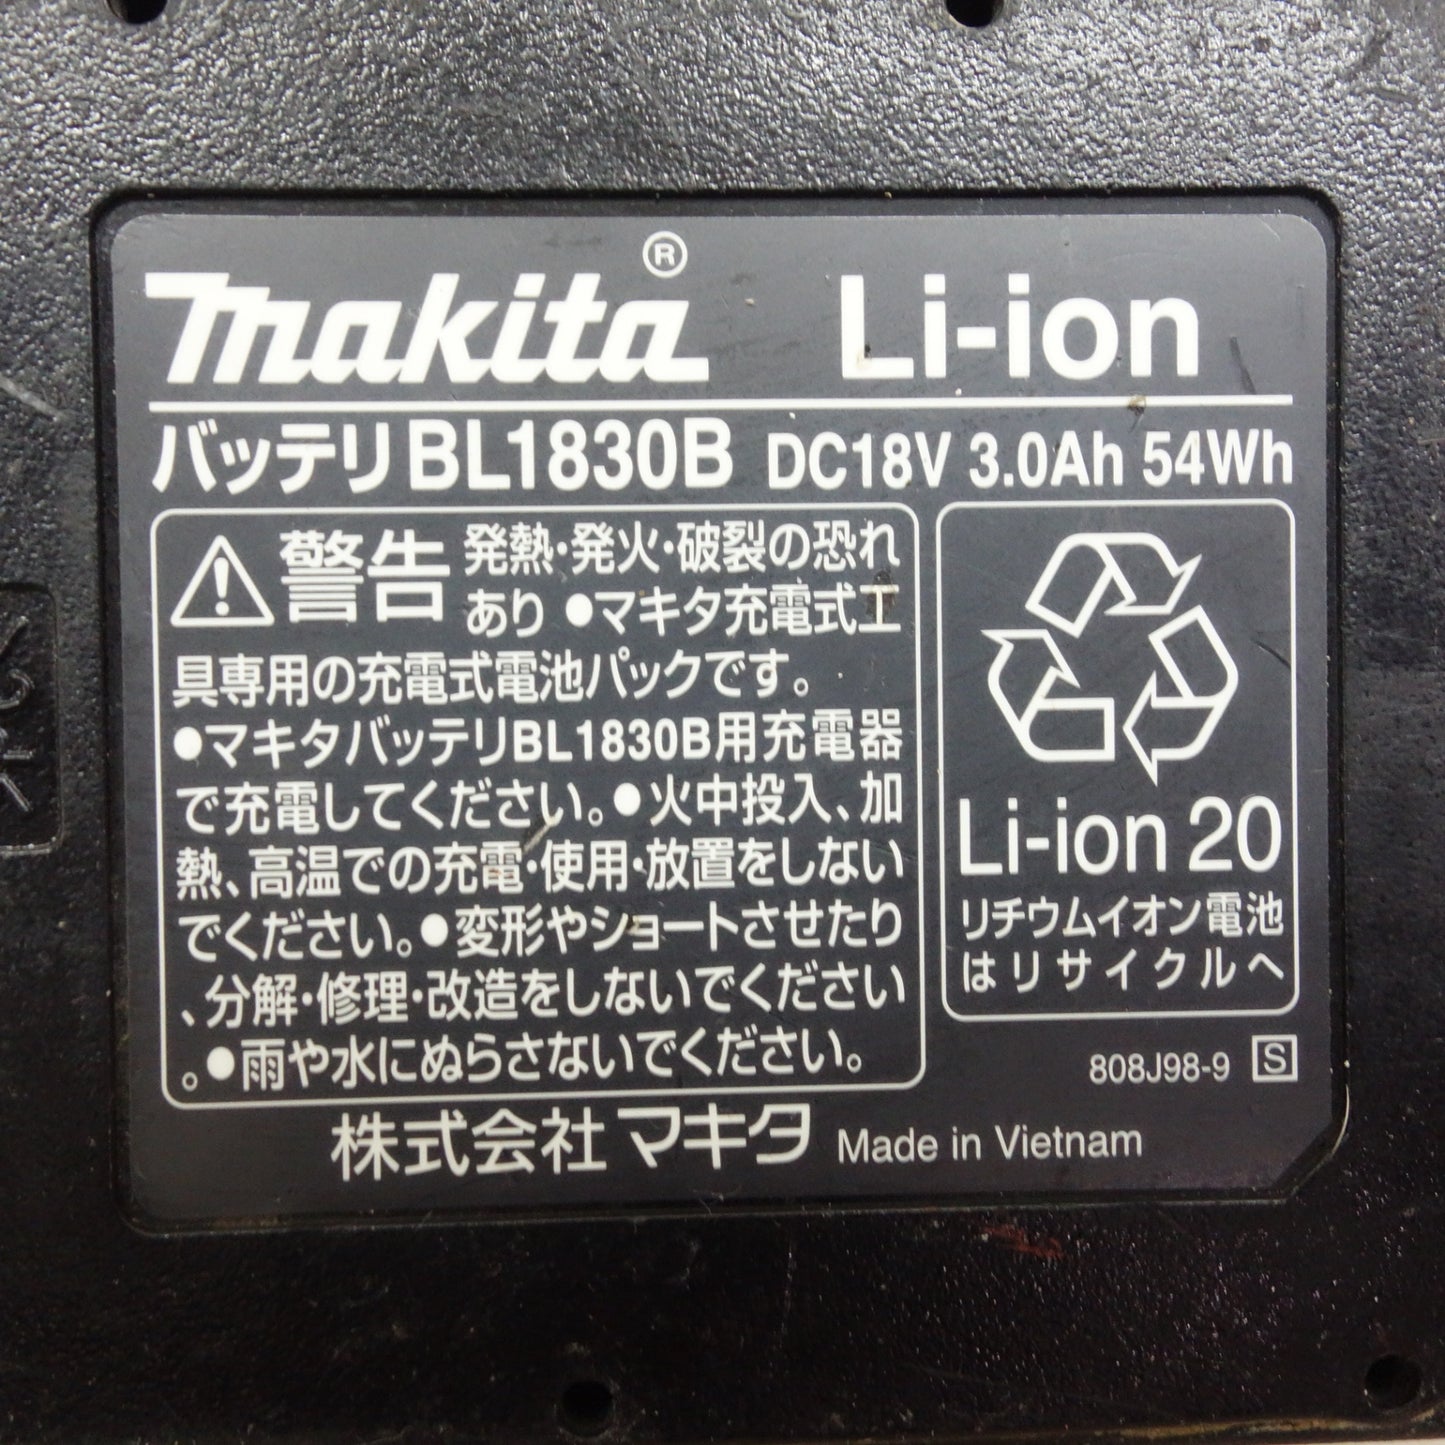 makita® Li-ion
バッテリBL1830B DC18V 3.0Ah 54Wh
警告 発熱・発火・破裂の恐れ
あり ●マキタ充電式工
具専用の充電式電池パックです。
●マキタバッテリBL1830B用充電器
で充電してください。●火中投入、加
熱、高温での充電・使用・放置をしない
でください。●変形やショートさせたり
、分解・修理・改造をしないでください
。●雨や水にぬらさないでください。
Li-ion 20
リチウムイオン電池
はリサイクルへ
808J98-9 S
株式会社マキタ Made in Vietnam